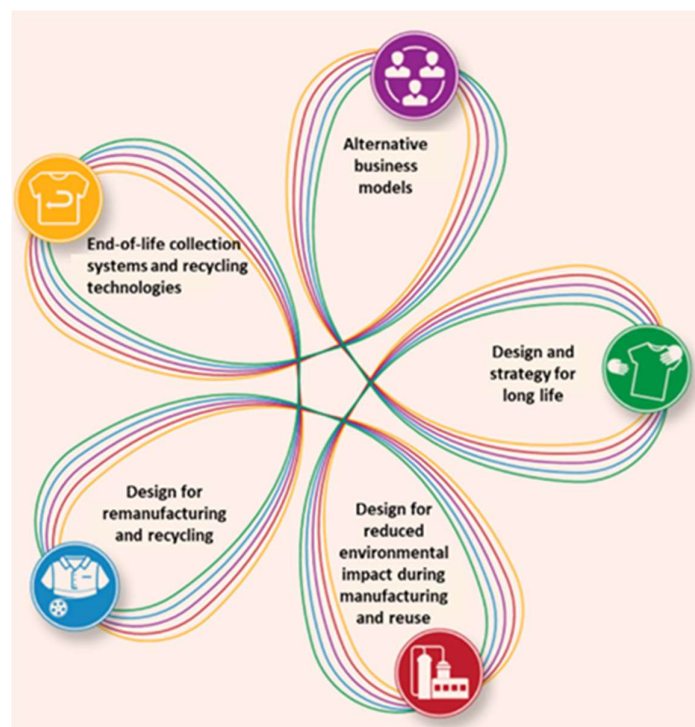 Alternative
business
models
End-of-life collection
systems and recycling
technologies
Design and
strategy for
long life
Design for
remanufacturing
and recycling
Design for
reduced
environmental
impact during
manufacturing
and reuse